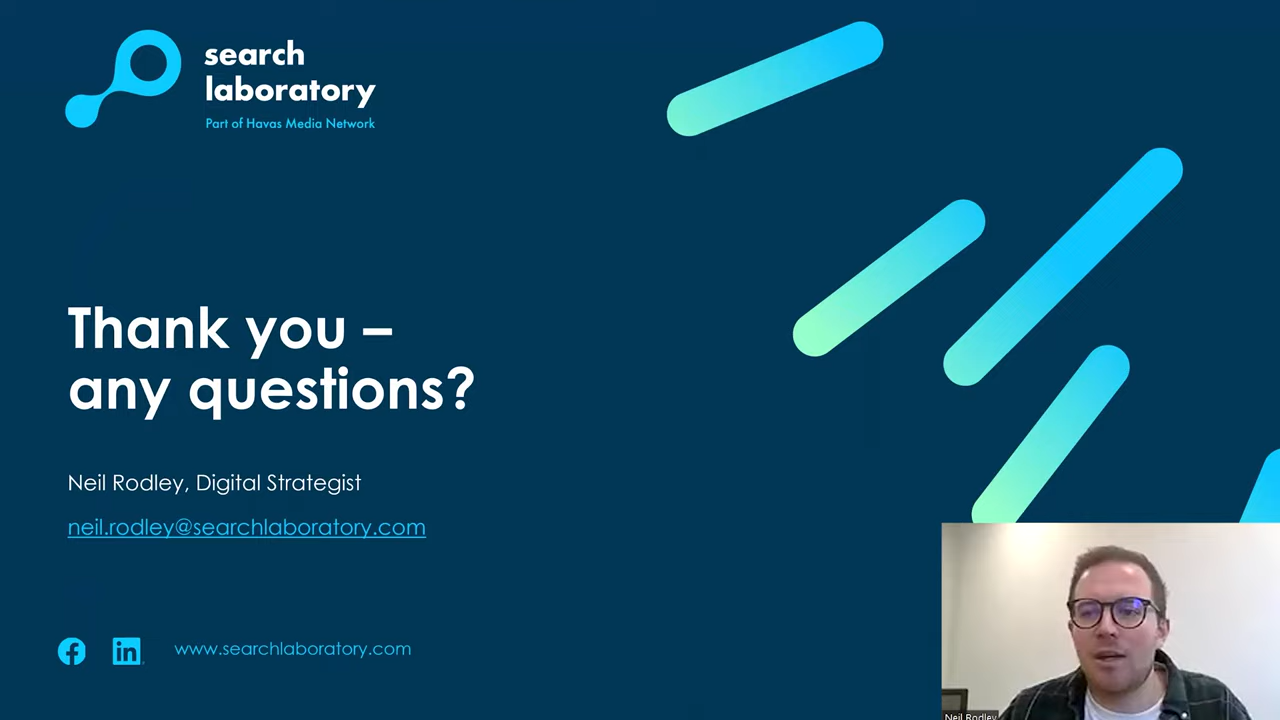 search
laboratory
Part of Havas Media Network
Thank you –
any questions?
Neil Rodley, Digital Strategist
neil.rodley@searchlaboratory.com
in
www.searchlaboratory.com
Neil Rodley